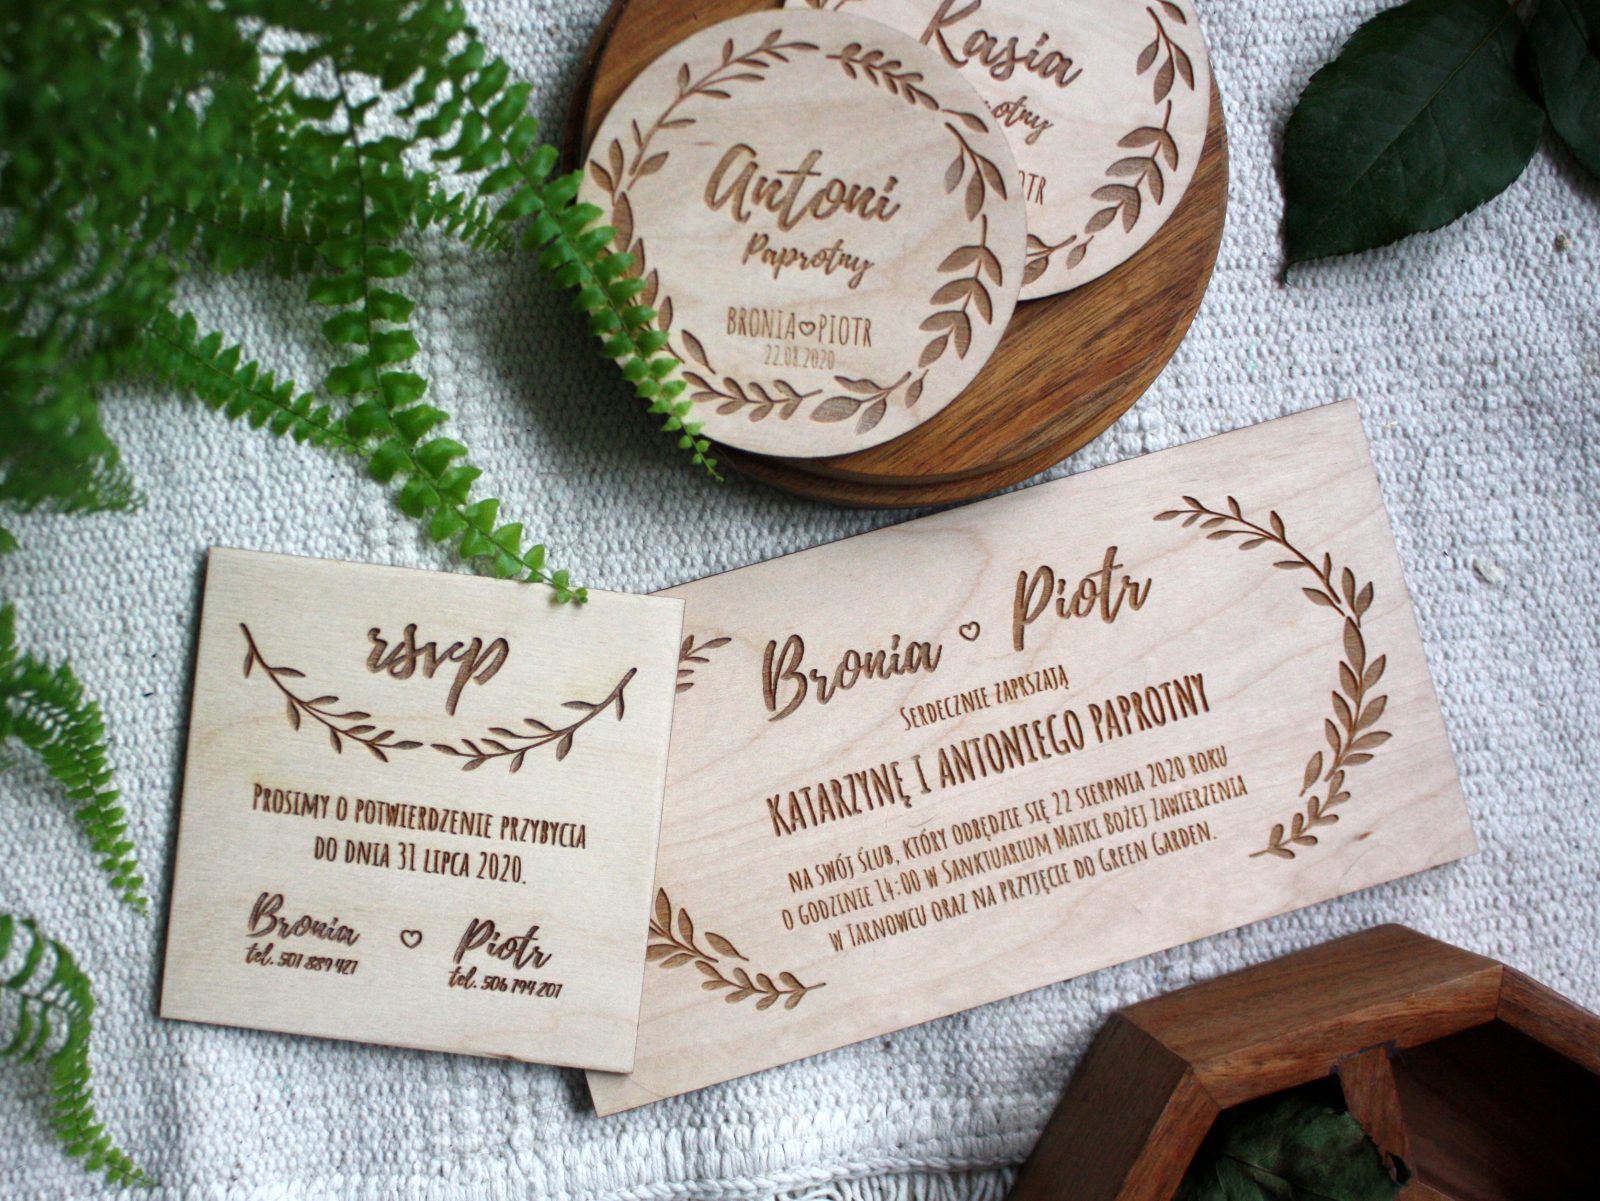 Kasia
Antoni
Paprotny
BRONIA PIOTR
22.08.2020
rsvp
PROSIMY O POTWIERDZENIE PRZYBYCIA
DO DNIA 31 LIPCA 2020.
Bronia Piotr
tel. 501 889 427
tel. 506 194 207
Bronia Piotr
SERDECZNIE ZAPRSZAJĄ
KATARZYNĘ I ANTONIEGO PAPROTNY
NA SWÓJ ŚLUB, KTÓRY ODBĘDZIE SIĘ 22 SIERPNIA 2020 ROKU
O GODZINIE 14:00 W SANKTUARIUM MATKI BOŻEJ ZAWIERZENIA
W TARNOWCU ORAZ NA PRZYJĘCIE DO GREEN GARDEN.